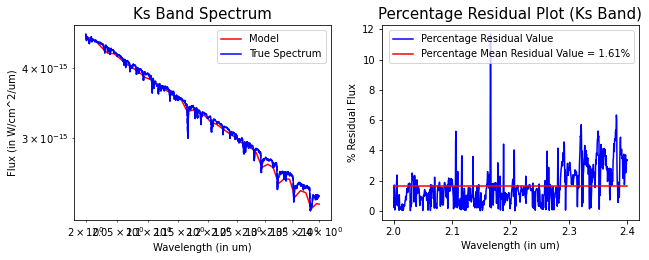 Ks Band Spectrum
Model
True Spectrum
4 × 10⁻¹⁵
3 × 10⁻¹⁵
Flux (in W/cm^2/um)
Wavelength (in um)
Percentage Residual Plot (Ks Band)
Percentage Residual Value
Percentage Mean Residual Value = 1.61%
12
10
8
6
4
2
0
% Residual Flux
2.0 2.1 2.2 2.3 2.4
Wavelength (in um)